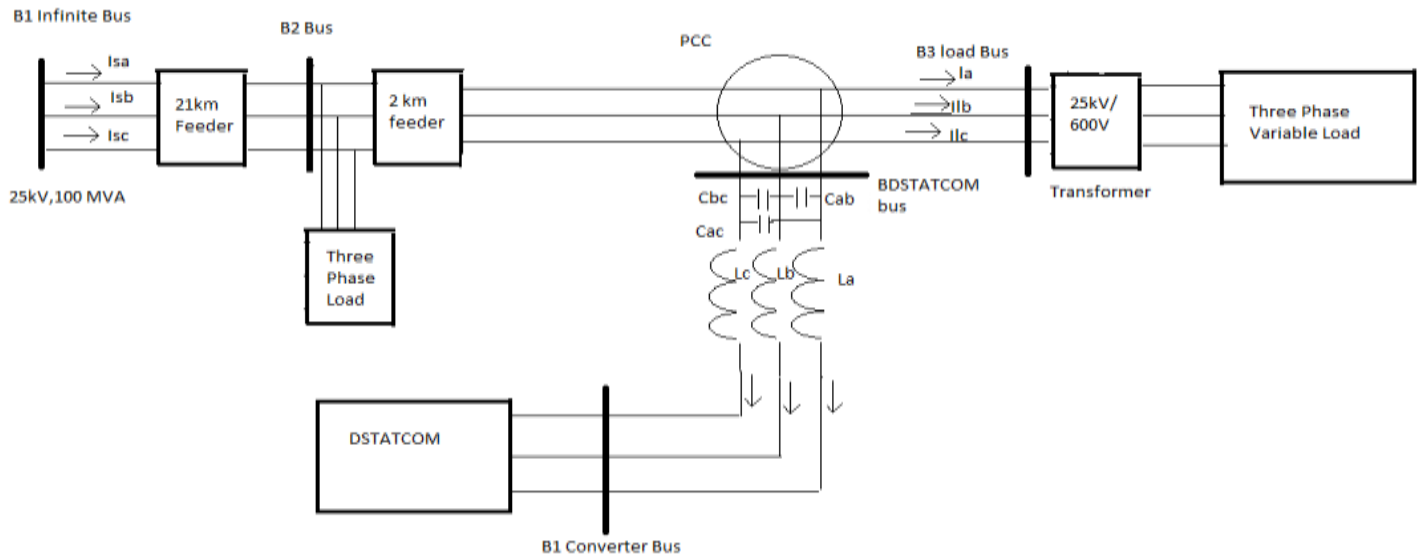 B1 Infinite Bus
B2 Bus
PCC
B3 load Bus
Isa
Isb
Isc
21km
Feeder
2 km
feeder
Ia
Ilb
Ilc
25kV/
600V
Three Phase
Variable Load
25kV,100 MVA
BDSTATCOM
bus
Transformer
Cbc
Cab
Cac
Three
Phase
Load
Lc
Lb
La
DSTATCOM
B1 Converter Bus